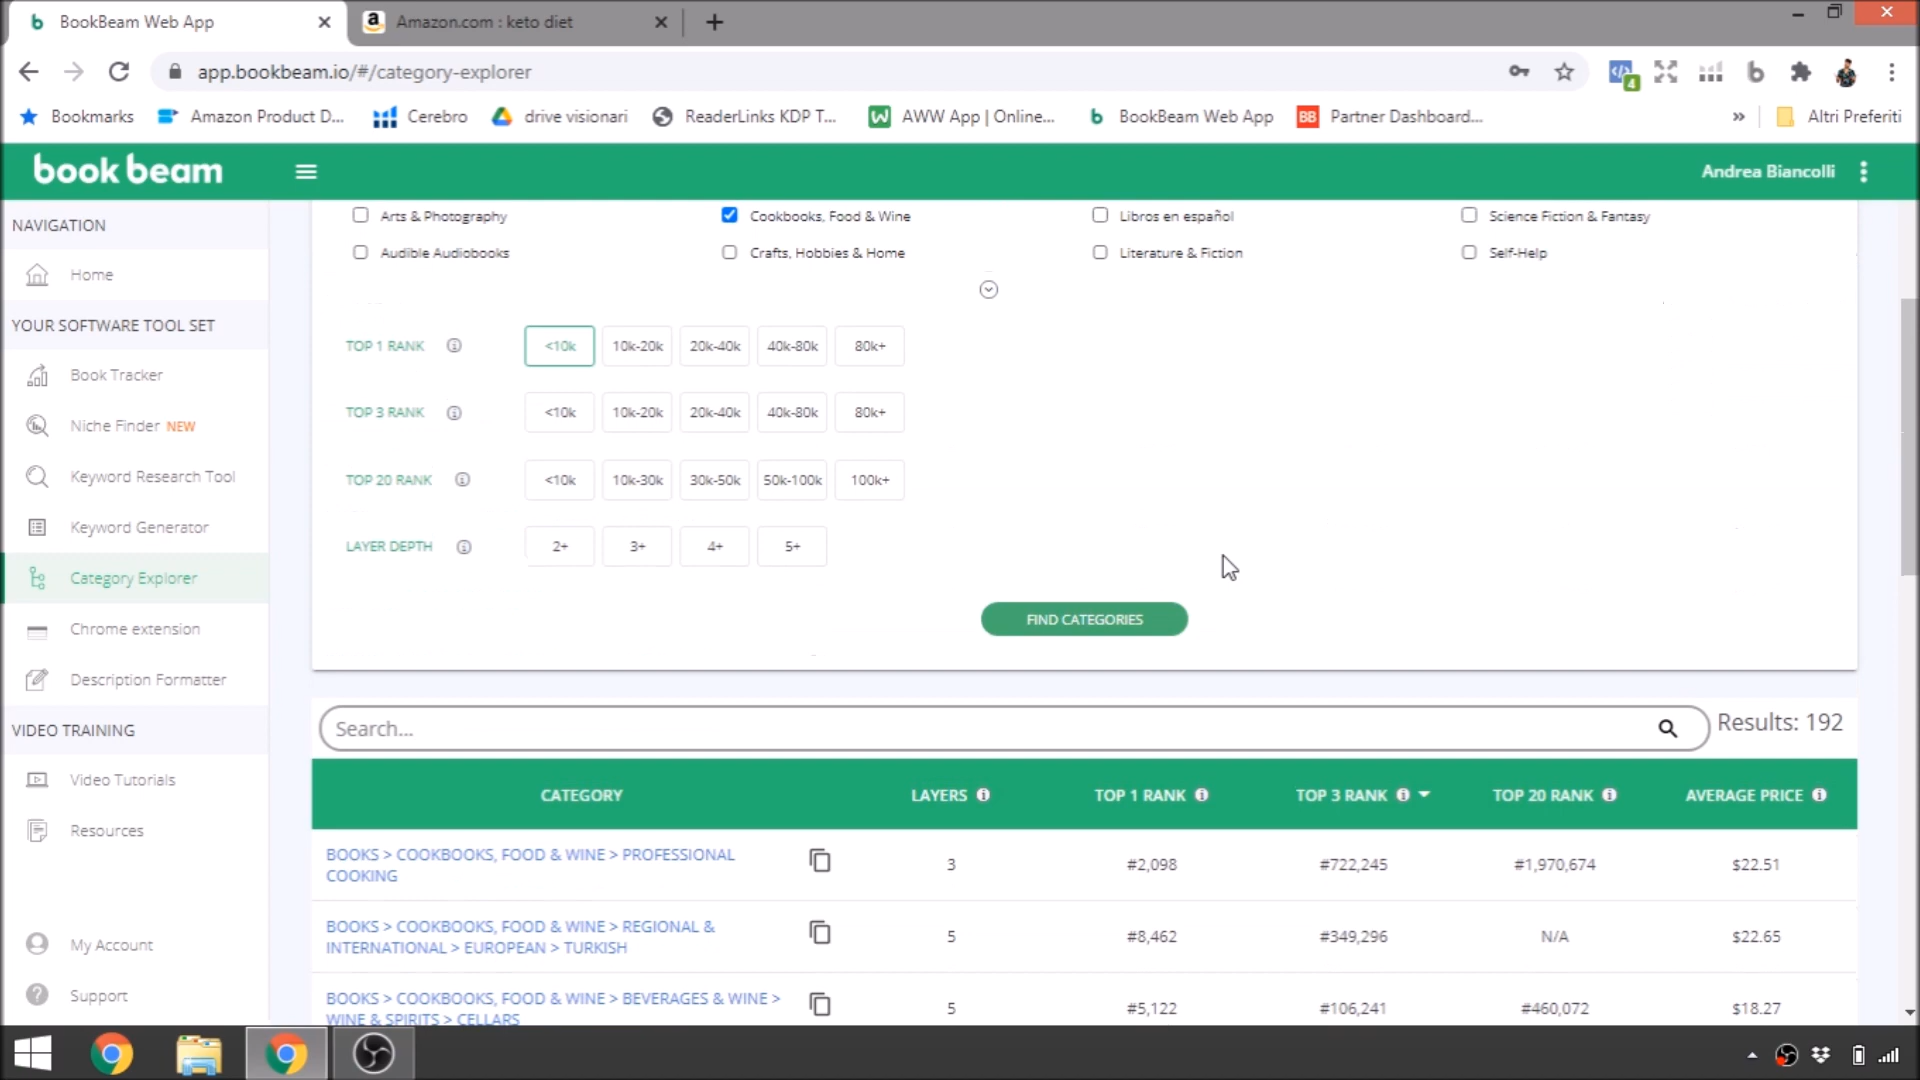 BookBeam Web App
Amazon.com : keto diet
app.bookbeam.io/#/category-explorer
4
Bookmarks
Amazon Product D...
Cerebro
drive visionari
ReaderLinks KDP T...
AWW App | Online...
BookBeam Web App
BB Partner Dashboard...
» Altri Preferiti
book beam
Andrea Biancolli
NAVIGATION
Home
YOUR SOFTWARE TOOL SET
Book Tracker
Niche Finder NEW
Keyword Research Tool
Keyword Generator
Category Explorer
Chrome extension
Description Formatter
VIDEO TRAINING
Video Tutorials
Resources
My Account
Support
Arts & Photography
Cookbooks, Food & Wine
Libros en español
Science Fiction & Fantasy
Audible Audiobooks
Crafts, Hobbies & Home
Literature & Fiction
Self-Help
TOP 1 RANK <10k 10k-20k 20k-40k 40k-80k 80k+
TOP 3 RANK <10k 10k-20k 20k-40k 40k-80k 80k+
TOP 20 RANK <10k 10k-30k 30k-50k 50k-100k 100k+
LAYER DEPTH 2+ 3+ 4+ 5+
FIND CATEGORIES
Search...
Results: 192
CATEGORY LAYERS TOP 1 RANK TOP 3 RANK TOP 20 RANK AVERAGE PRICE
BOOKS > COOKBOOKS, FOOD & WINE > PROFESSIONAL
COOKING
3 #2,098 #722,245 #1,970,674 $22.51
BOOKS > COOKBOOKS, FOOD & WINE > REGIONAL &
INTERNATIONAL > EUROPEAN > TURKISH
5 #8,462 #349,296 N/A $22.65
BOOKS > COOKBOOKS, FOOD & WINE > BEVERAGES & WINE >
WINE & SPIRITS > CELLARS
5 #5,122 #106,241 #460,072 $18.27